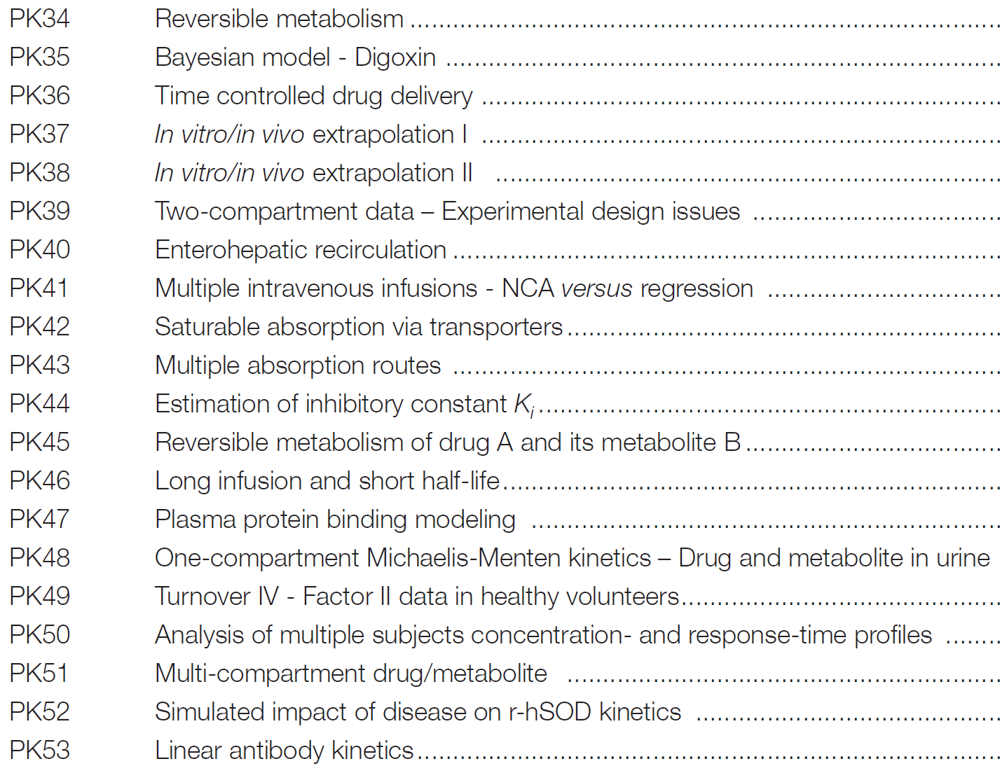 PK34 Reversible metabolism ................................................................................
PK35 Bayesian model - Digoxin ...........................................................................
PK36 Time controlled drug delivery ......................................................................
PK37 In vitro/in vivo extrapolation I ......................................................................
PK38 In vitro/in vivo extrapolation II ....................................................................
PK39 Two-compartment data – Experimental design issues ..................................
PK40 Enterohepatic recirculation ..........................................................................
PK41 Multiple intravenous infusions - NCA versus regression ................................
PK42 Saturable absorption via transporters ..........................................................
PK43 Multiple absorption routes ..........................................................................
PK44 Estimation of inhibitory constant Ki ..............................................................
PK45 Reversible metabolism of drug A and its metabolite B ...................................
PK46 Long infusion and short half-life ...................................................................
PK47 Plasma protein binding modeling ...............................................................
PK48 One-compartment Michaelis-Menten kinetics – Drug and metabolite in urine
PK49 Turnover IV - Factor II data in healthy volunteers ............................................
PK50 Analysis of multiple subjects concentration- and response-time profiles ........
PK51 Multi-compartment drug/metabolite ..........................................................
PK52 Simulated impact of disease on r-hSOD kinetics .........................................
PK53 Linear antibody kinetics ...............................................................................